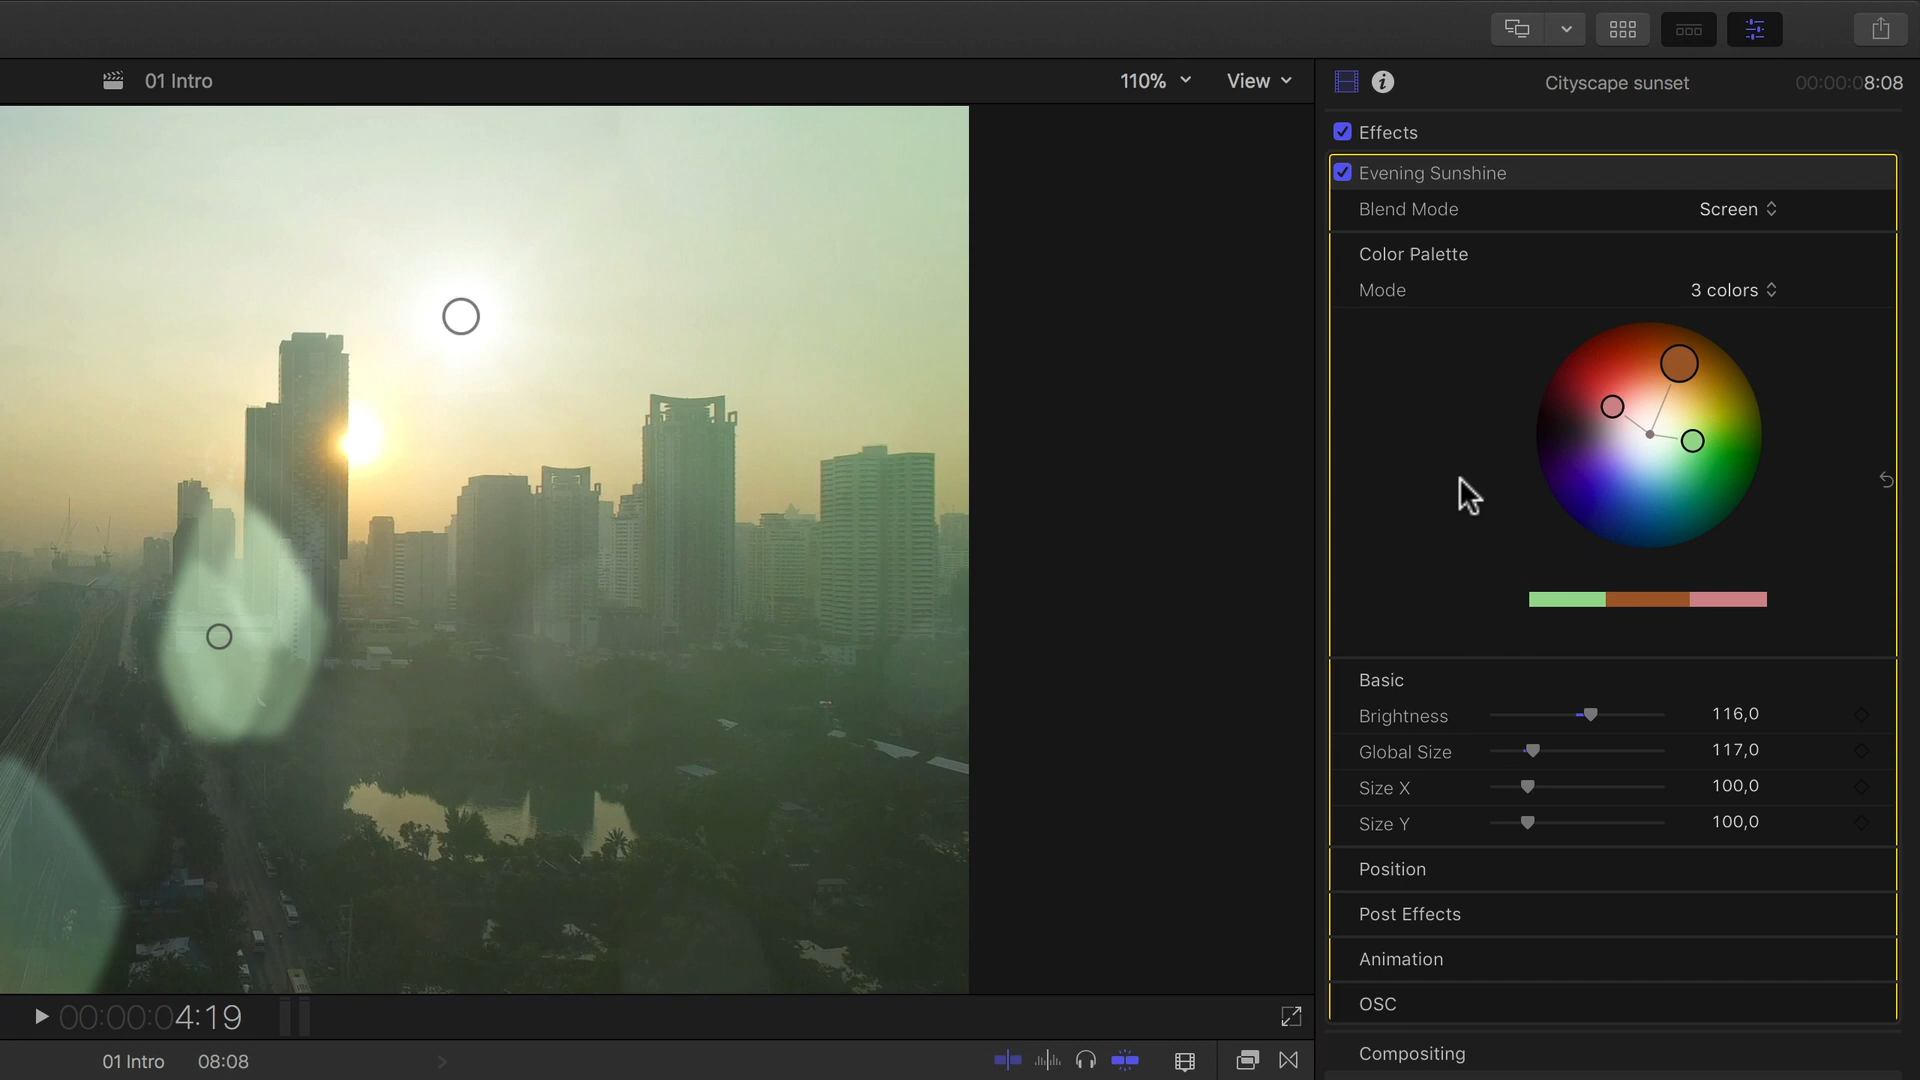 01 Intro
110%
View
Cityscape sunset
00:00:08:08
Effects
Evening Sunshine
Blend Mode
Screen
Color Palette
Mode
3 colors
Basic
Brightness
116,0
Global Size
117,0
Size X
100,0
Size Y
100,0
Position
Post Effects
Animation
OSC
Compositing
00:00:04:19
01 Intro
08:08